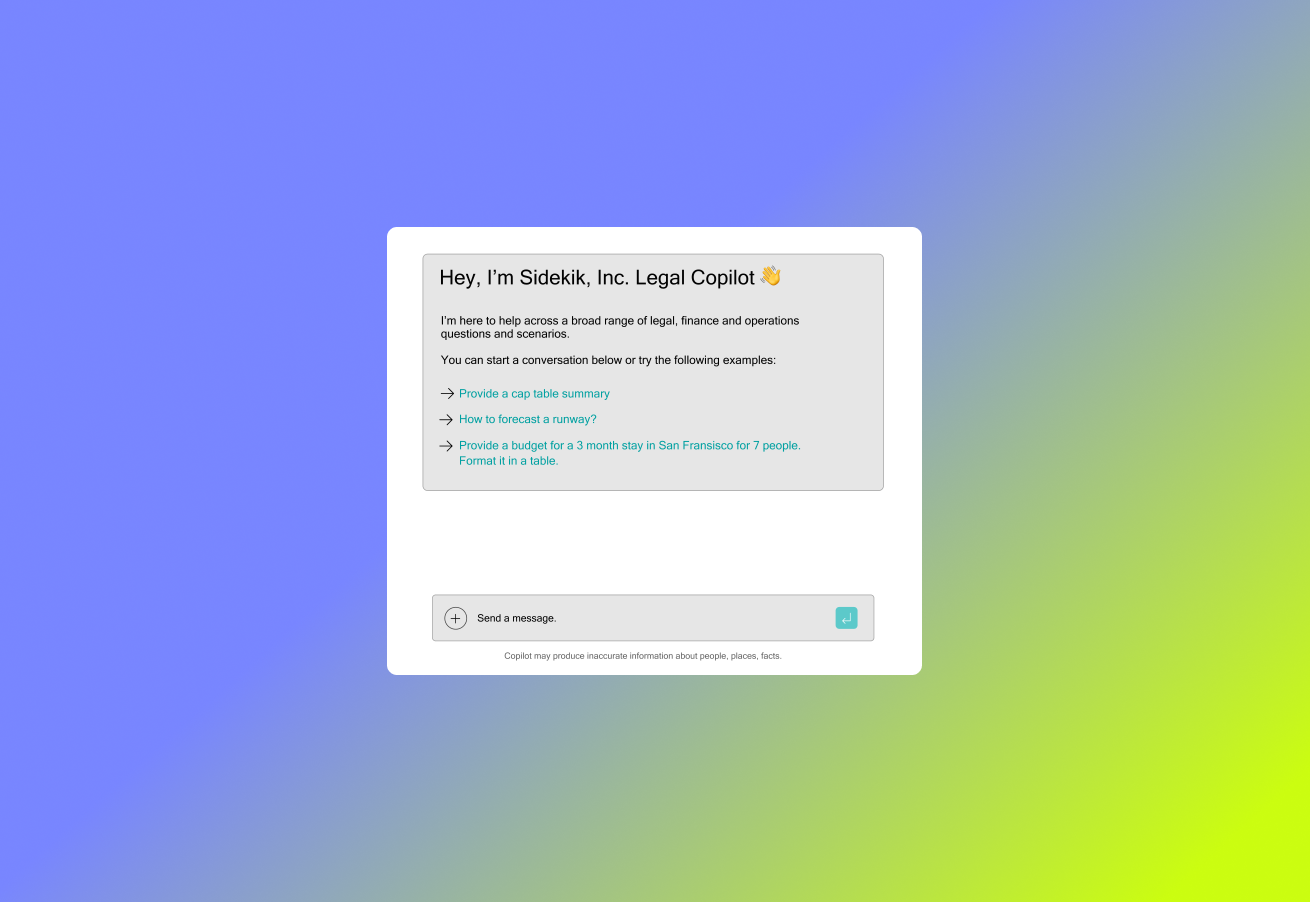 Hey, I’m Sidekik, Inc. Legal Copilot 👋
I’m here to help across a broad range of legal, finance and operations
questions and scenarios.
You can start a conversation below or try the following examples:
Provide a cap table summary
How to forecast a runway?
Provide a budget for a 3 month stay in San Fransisco for 7 people.
Format it in a table.
Send a message.
Copilot may produce inaccurate information about people, places, facts.